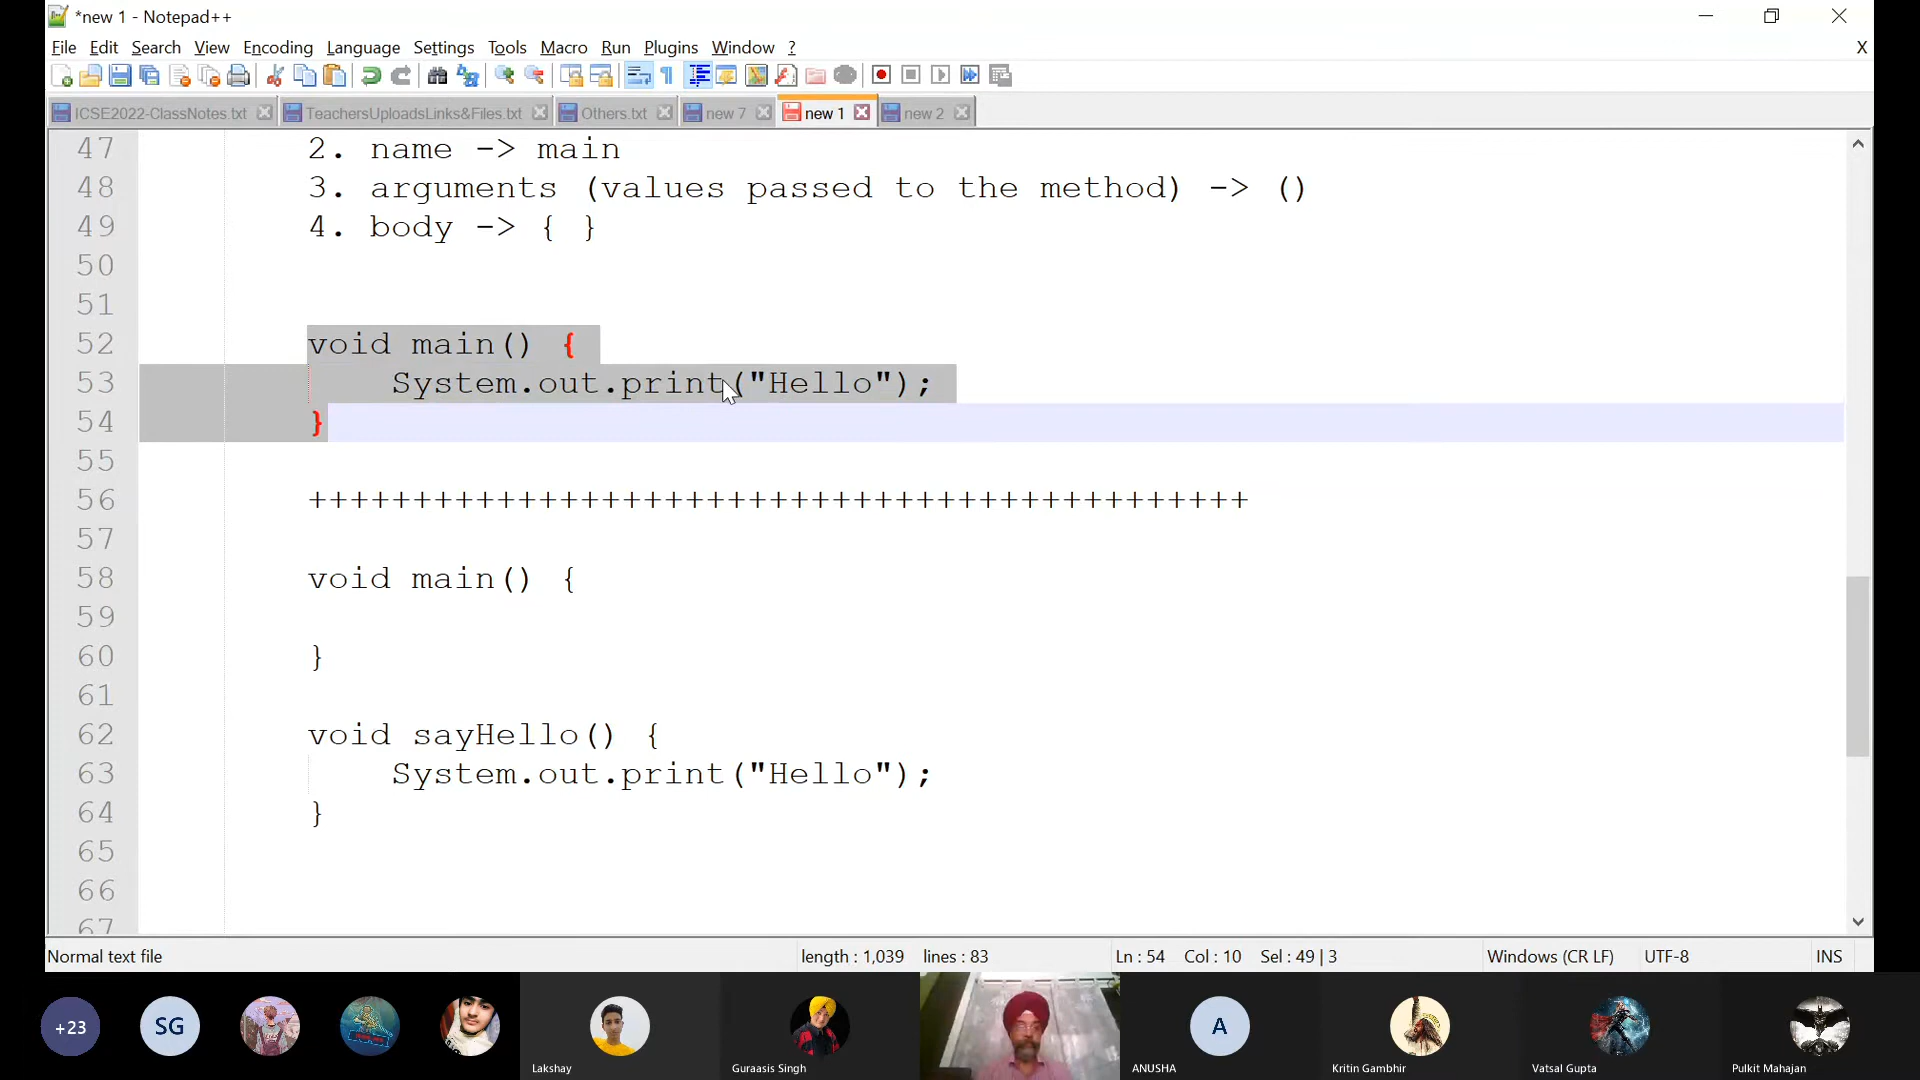 *new 1 - Notepad++
File Edit Search View Encoding Language Settings Tools Macro Run Plugins Window ? X
ICSE2022-ClassNotes.txt TeachersUploadsLinks&Files.txt Others.txt new 7 new 1 new 2
47 2. name -> main
48 3. arguments (values passed to the method) -> ()
49 4. body -> { }
50
51
52 void main() {
53 System.out.print("Hello");
54 }
55
56 +++++++++++++++++++++++++++++++++++++++++++++
57
58 void main() {
59
60 }
61
62 void sayHello() {
63 System.out.print("Hello");
64 }
65
66
67
Normal text file length : 1,039 lines : 83 Ln : 54 Col : 10 Sel : 49 | 3 Windows (CR LF) UTF-8 INS
+23 SG A
Lakshay Guraasis Singh ANUSHA Kritin Gambhir Vatsal Gupta Pulkit Mahajan